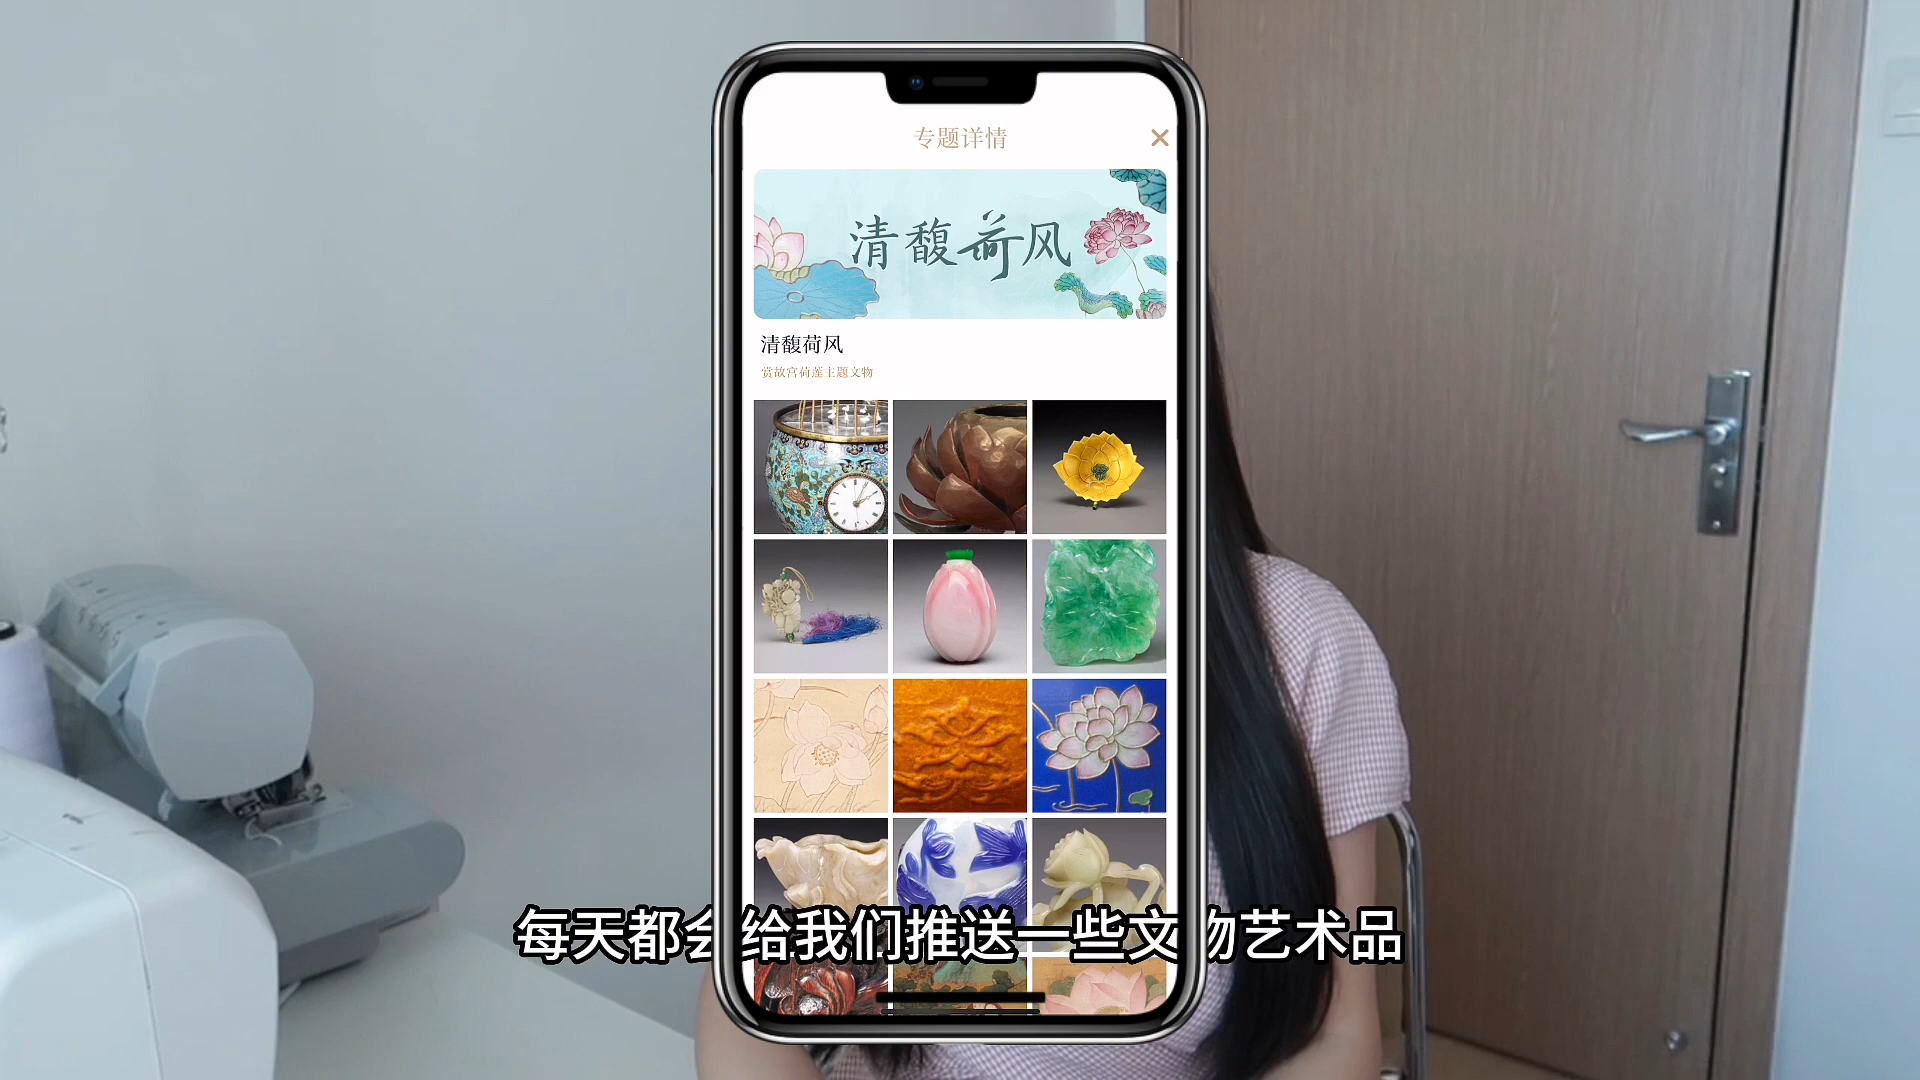 专题详情
清馥荷风
清馥荷风
赏故宫荷莲主题文物
每天都会给我们推送一些文物艺术品